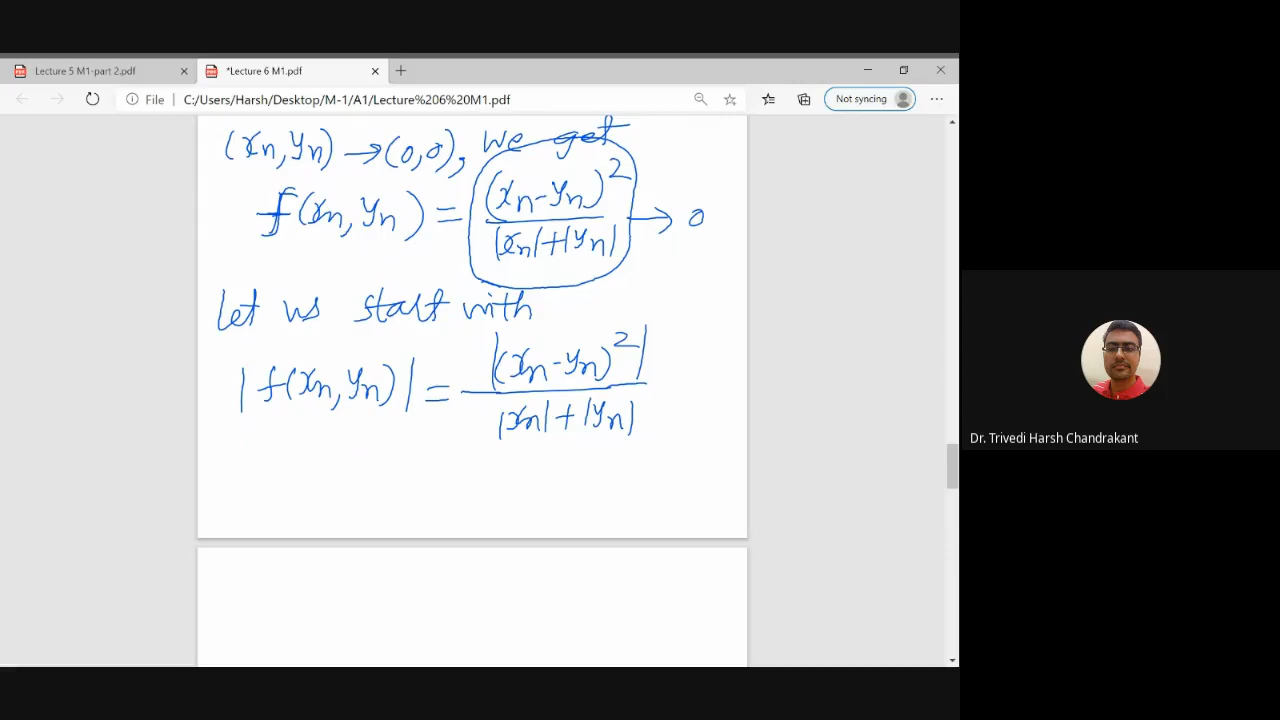 Lecture 5 M1-part 2.pdf
*Lecture 6 M1.pdf
File
C:/Users/Harsh/Desktop/M-1/A1/Lecture%206%20M1.pdf
Not syncing
(xn, yn) → (0,0), we get
f(xn, yn) = (xn-yn)² / |xn|+|yn| → 0
Let us start with
|f(xn, yn)| = |(xn-yn)²| / |xn|+|yn|
Dr. Trivedi Harsh Chandrakant